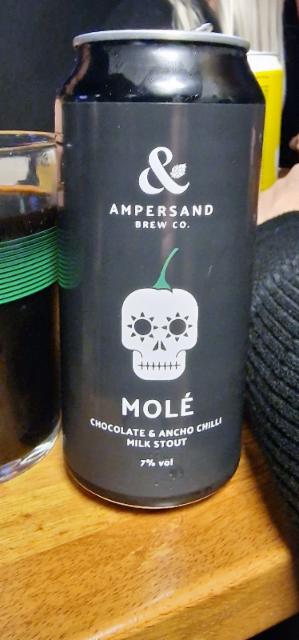 &
AMPERSAND
BREW CO.
MOLÉ
CHOCOLATE & ANCHO CHILLI
MILK STOUT
7% vol